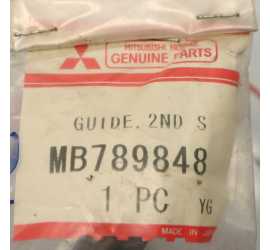 MITSUBISHI MOTORS
GENUINE PARTS
GUIDE, 2ND S
MB789848
1 PC YG
MADE IN